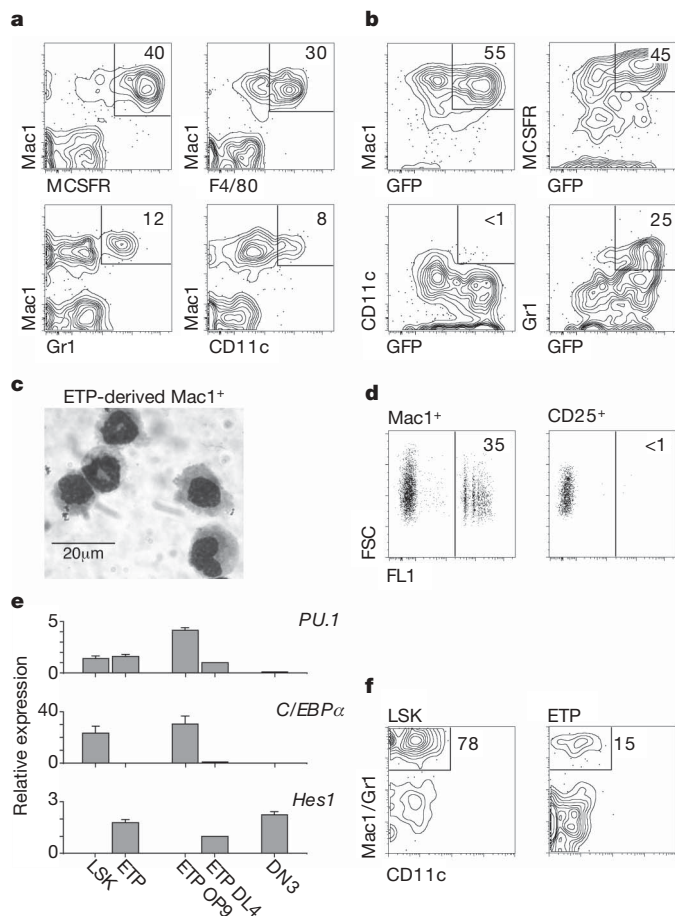 a
40
Mac1
MCSFR
30
Mac1
F4/80
12
Mac1
Gr1
8
Mac1
CD11c
b
55
Mac1
GFP
45
MCSFR
GFP
<1
CD11c
GFP
25
Gr1
GFP
c
ETP-derived Mac1+
20μm
d
Mac1+
35
CD25+
<1
FSC
FL1
e
Relative expression
5
0
PU.1
40
0
C/EBPα
3
0
Hes1
LSK
ETP
ETP OP9
ETP DL4
DN3
f
LSK
78
ETP
15
Mac1/Gr1
CD11c